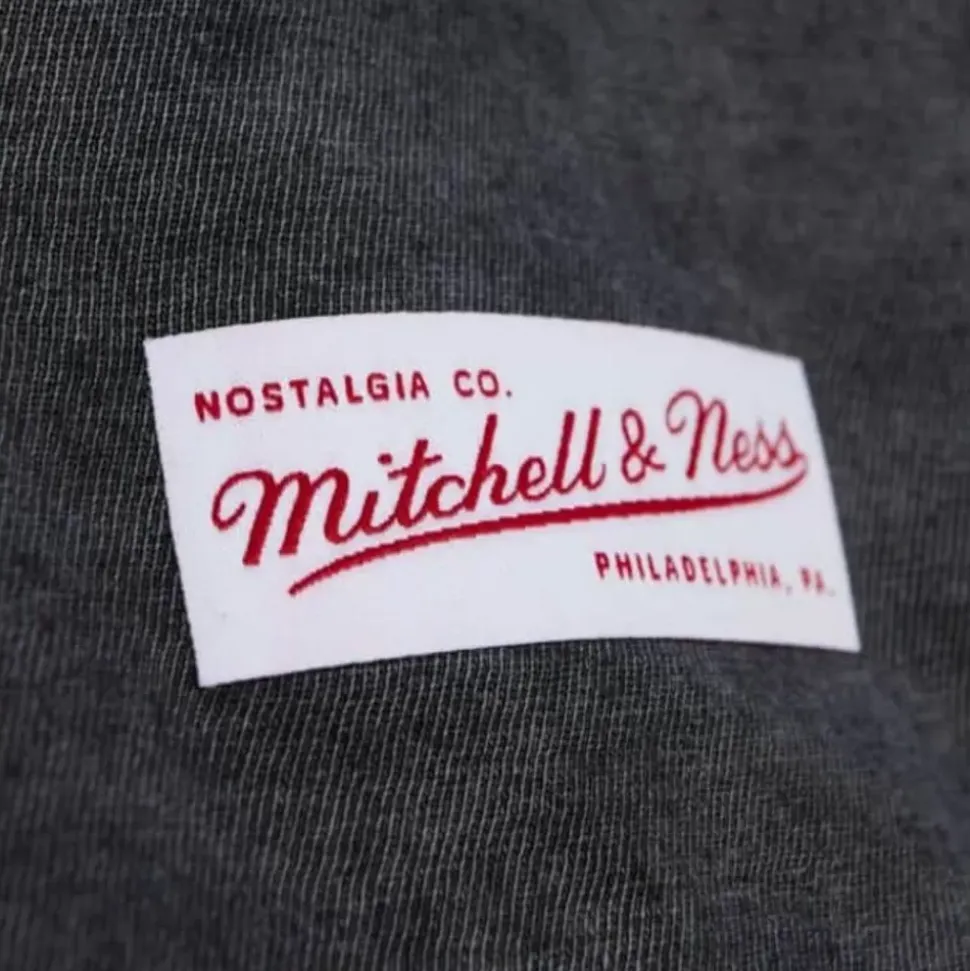 NOSTALGIA CO.
Mitchell & Ness
PHILADELPHIA, PA.